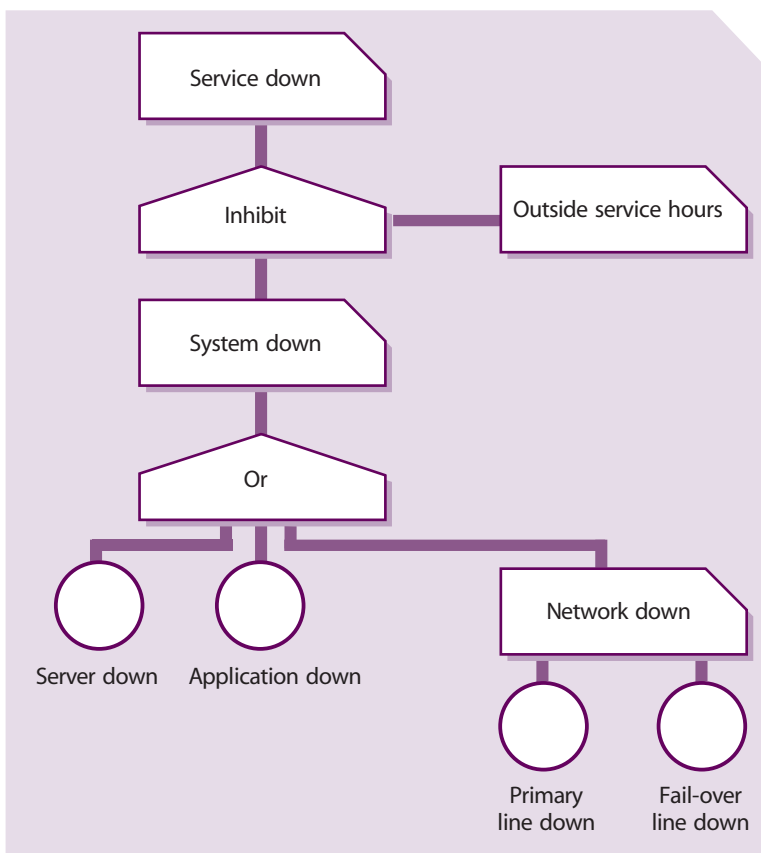 Service down
Inhibit
Outside service hours
System down
Or
Network down
Server down
Application down
Primary
line down
Fail-over
line down